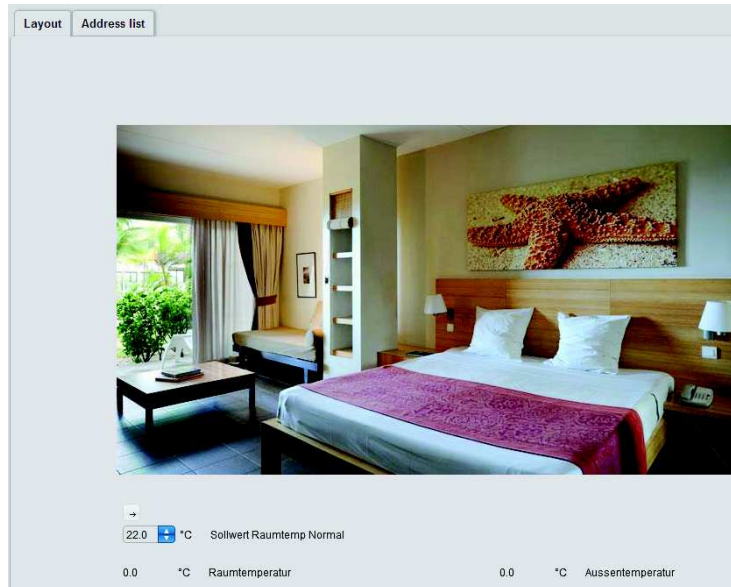 Layout Address list
→
22.0 °C Sollwert Raumtemp Normal
0.0 °C Raumtemperatur 0.0 °C Aussentemperatur